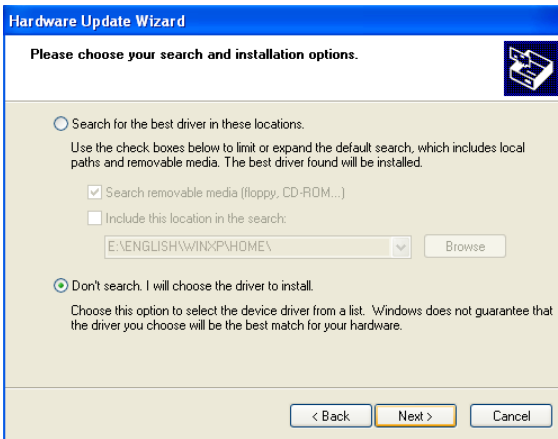 Hardware Update Wizard
Please choose your search and installation options.
Search for the best driver in these locations.
Use the check boxes below to limit or expand the default search, which includes local
paths and removable media. The best driver found will be installed.
Search removable media (floppy, CD-ROM...)
Include this location in the search:
E:\ENGLISH\WINXP\HOME\
Browse
Don't search. I will choose the driver to install.
Choose this option to select the device driver from a list. Windows does not guarantee that
the driver you choose will be the best match for your hardware.
< Back
Next >
Cancel